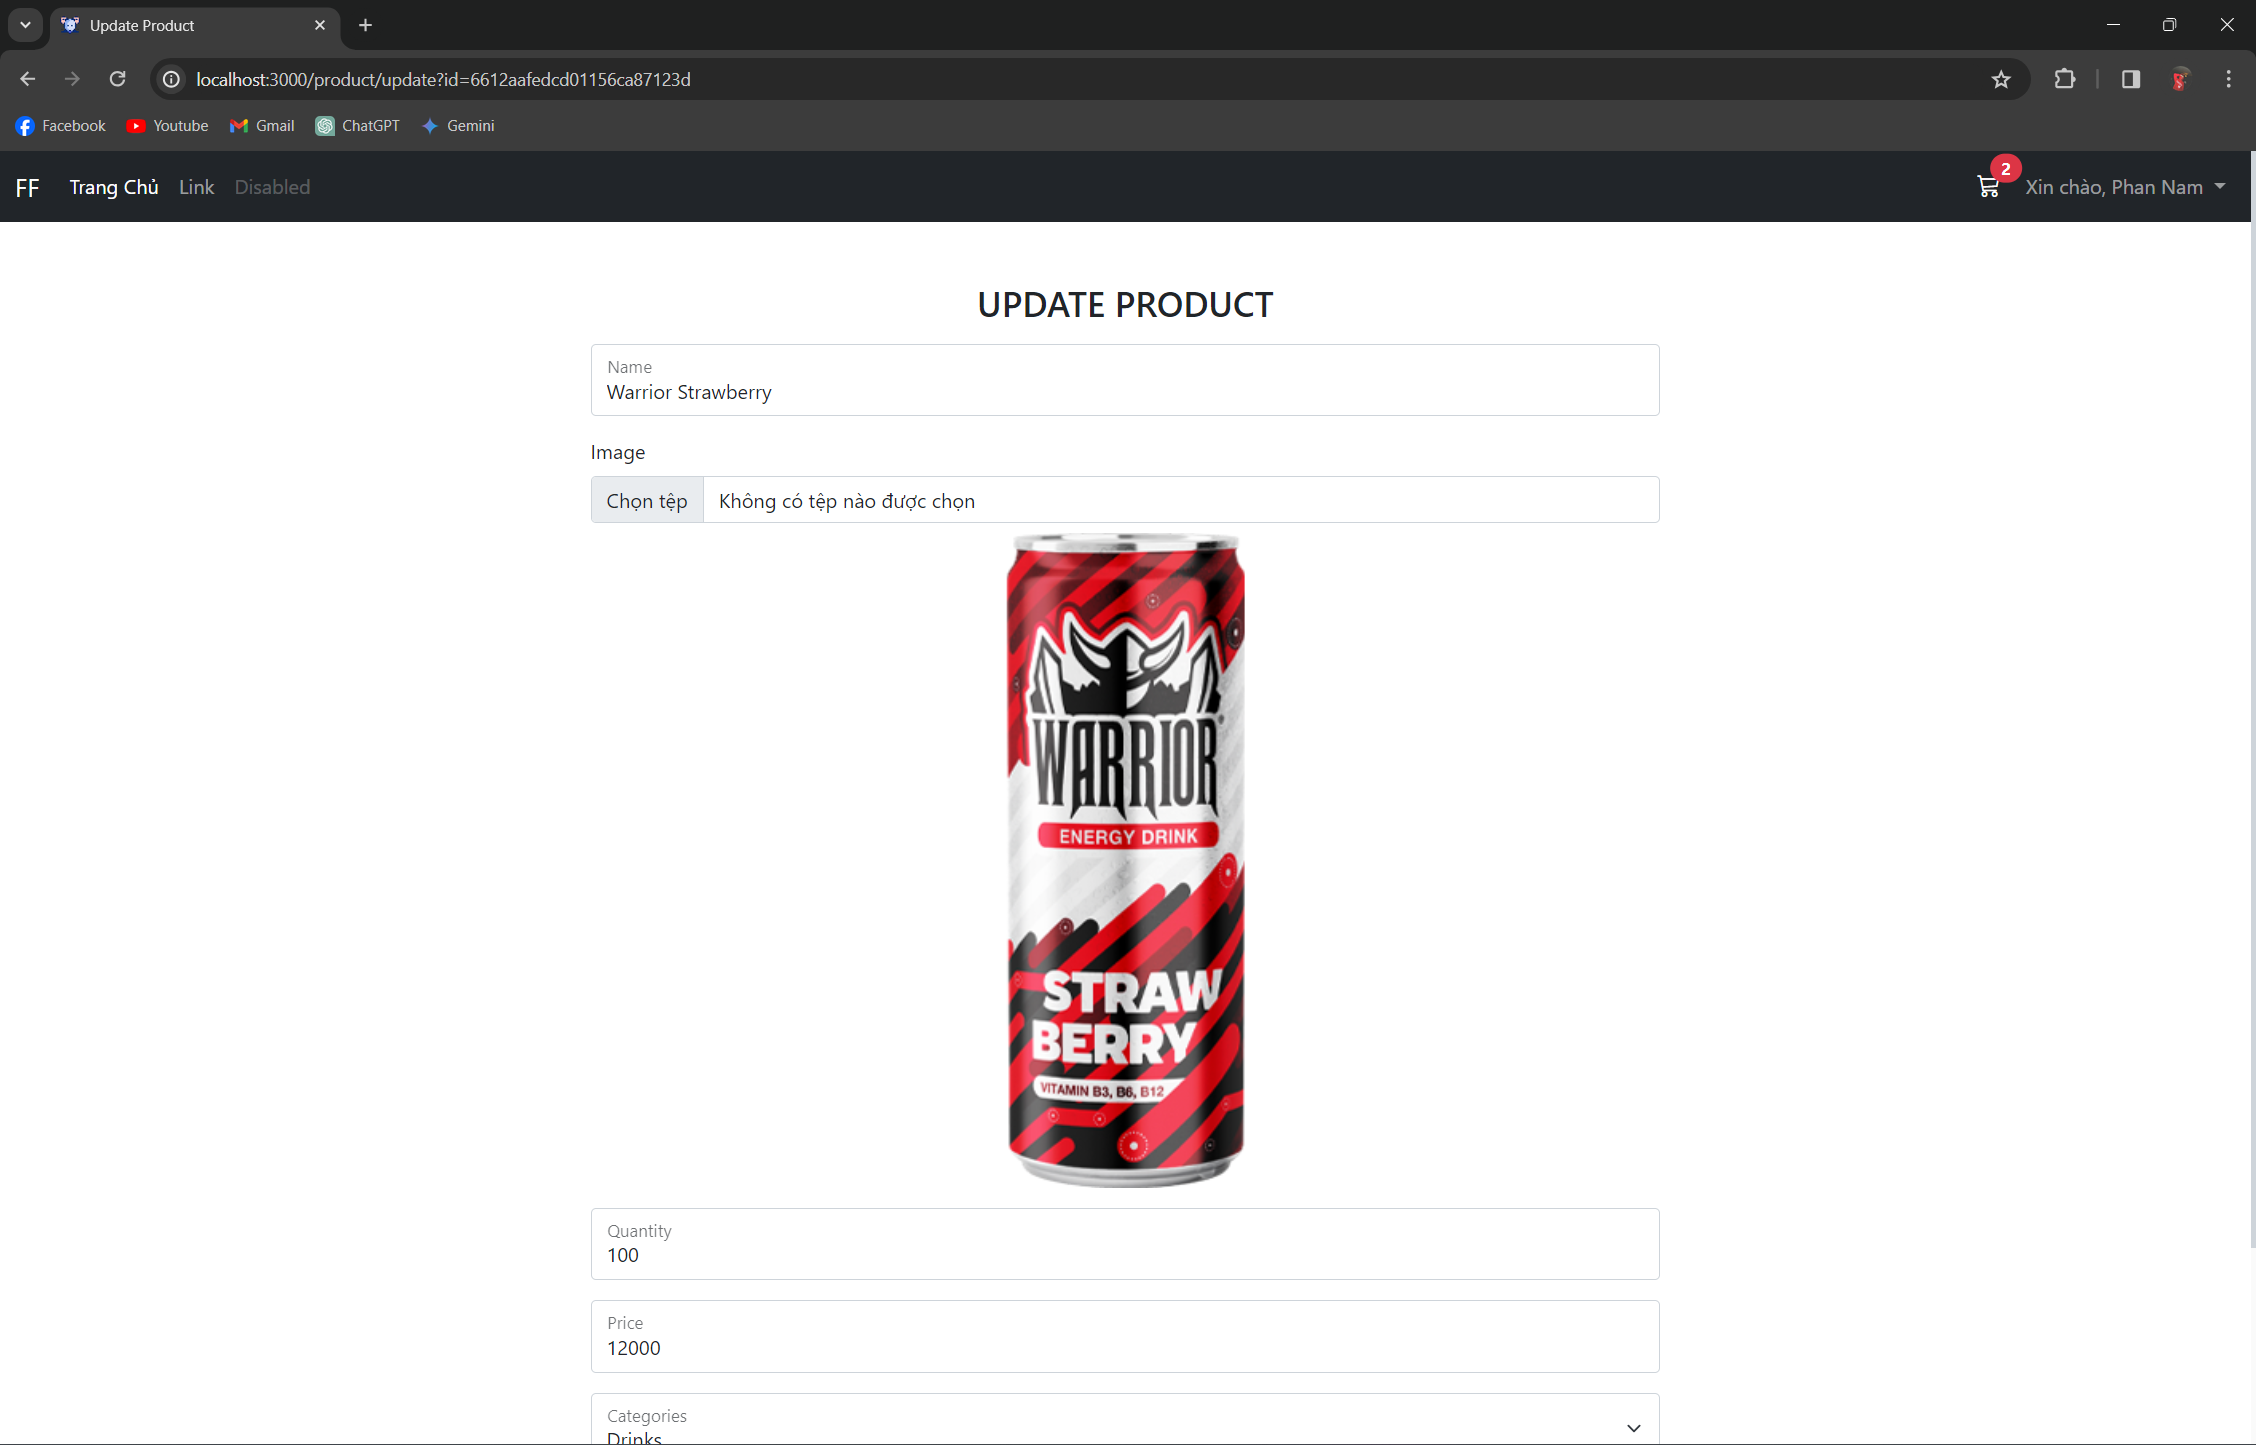 Update Product
localhost:3000/product/update?id=6612aafedcd01156ca87123d
Facebook Youtube Gmail ChatGPT Gemini
FF Trang Chủ Link Disabled 2 Xin chào, Phan Nam
UPDATE PRODUCT
Name
Warrior Strawberry
Image
Chọn tệp Không có tệp nào được chọn
WARRIOR
ENERGY DRINK
STRAW
BERRY
VITAMIN B3, B6, B12
Quantity
100
Price
12000
Categories
Drinks